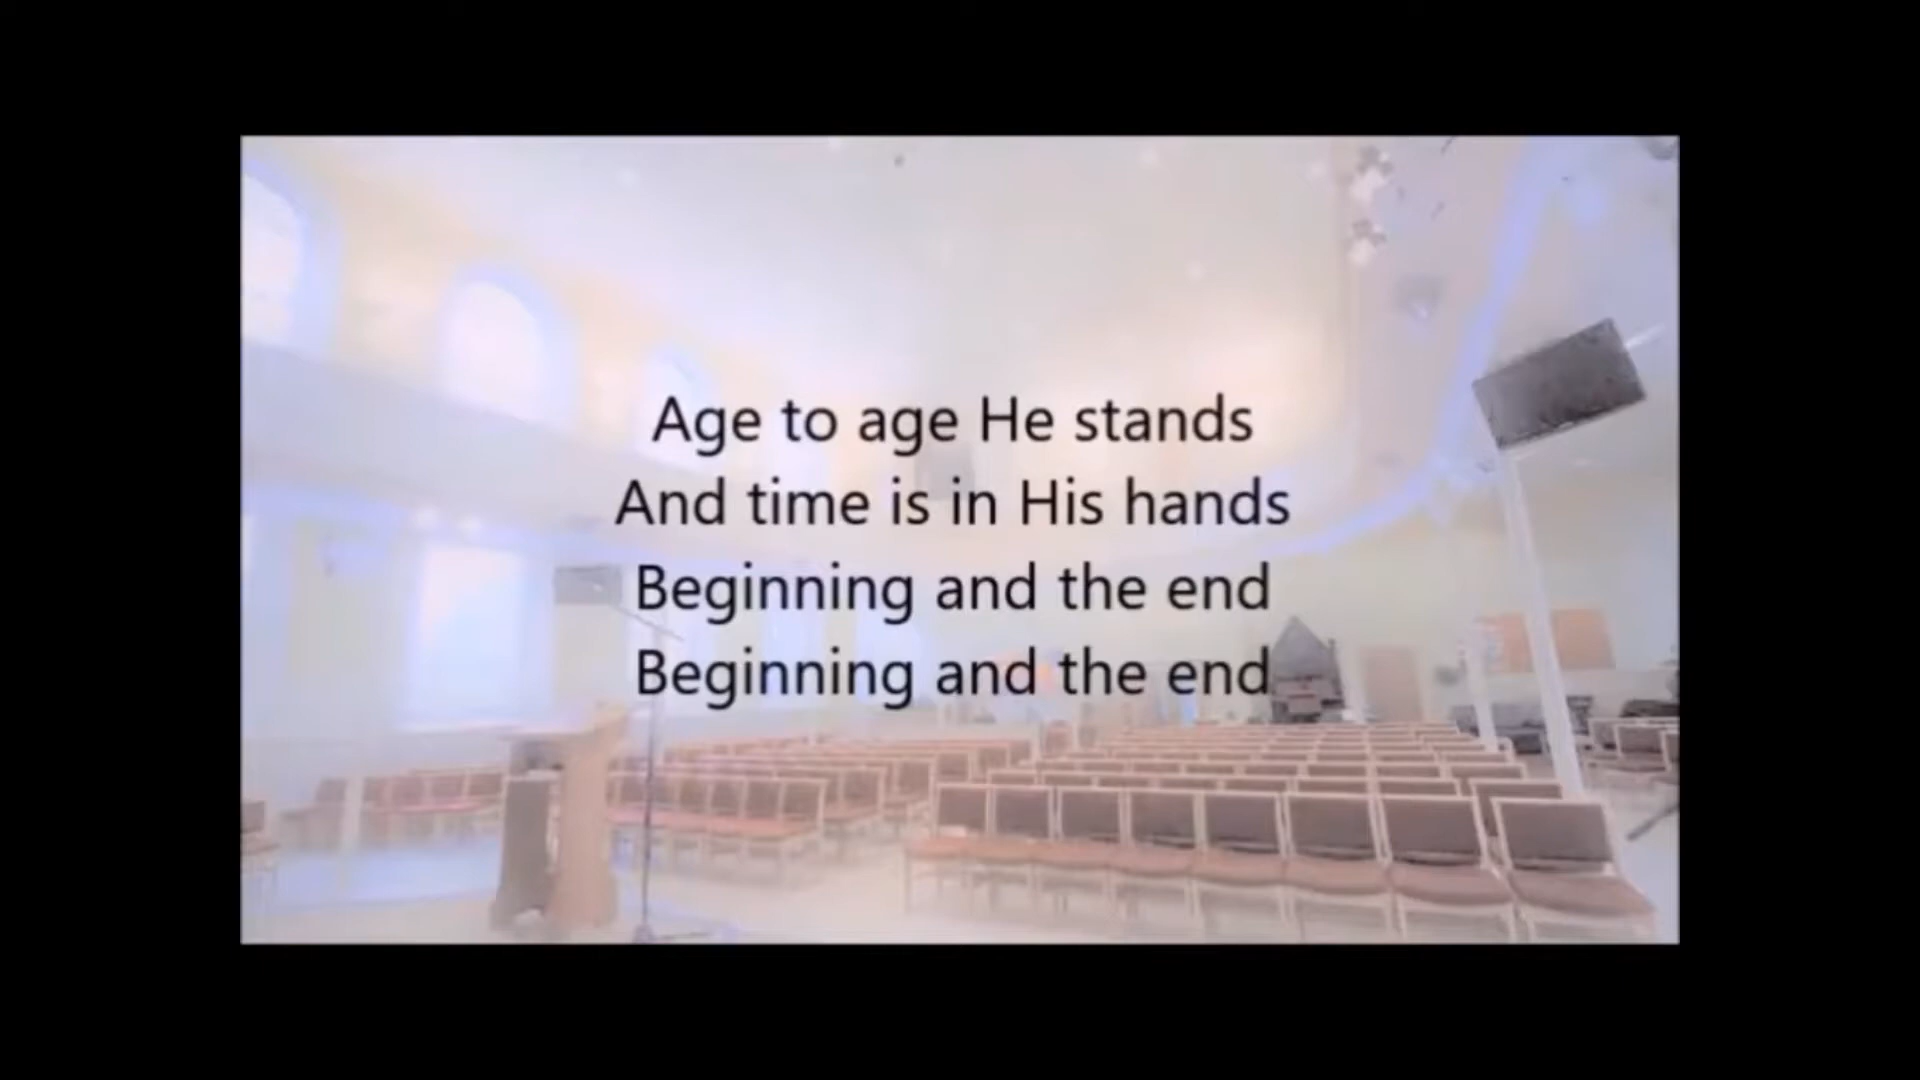 Age to age He stands
And time is in His hands
Beginning and the end
Beginning and the end